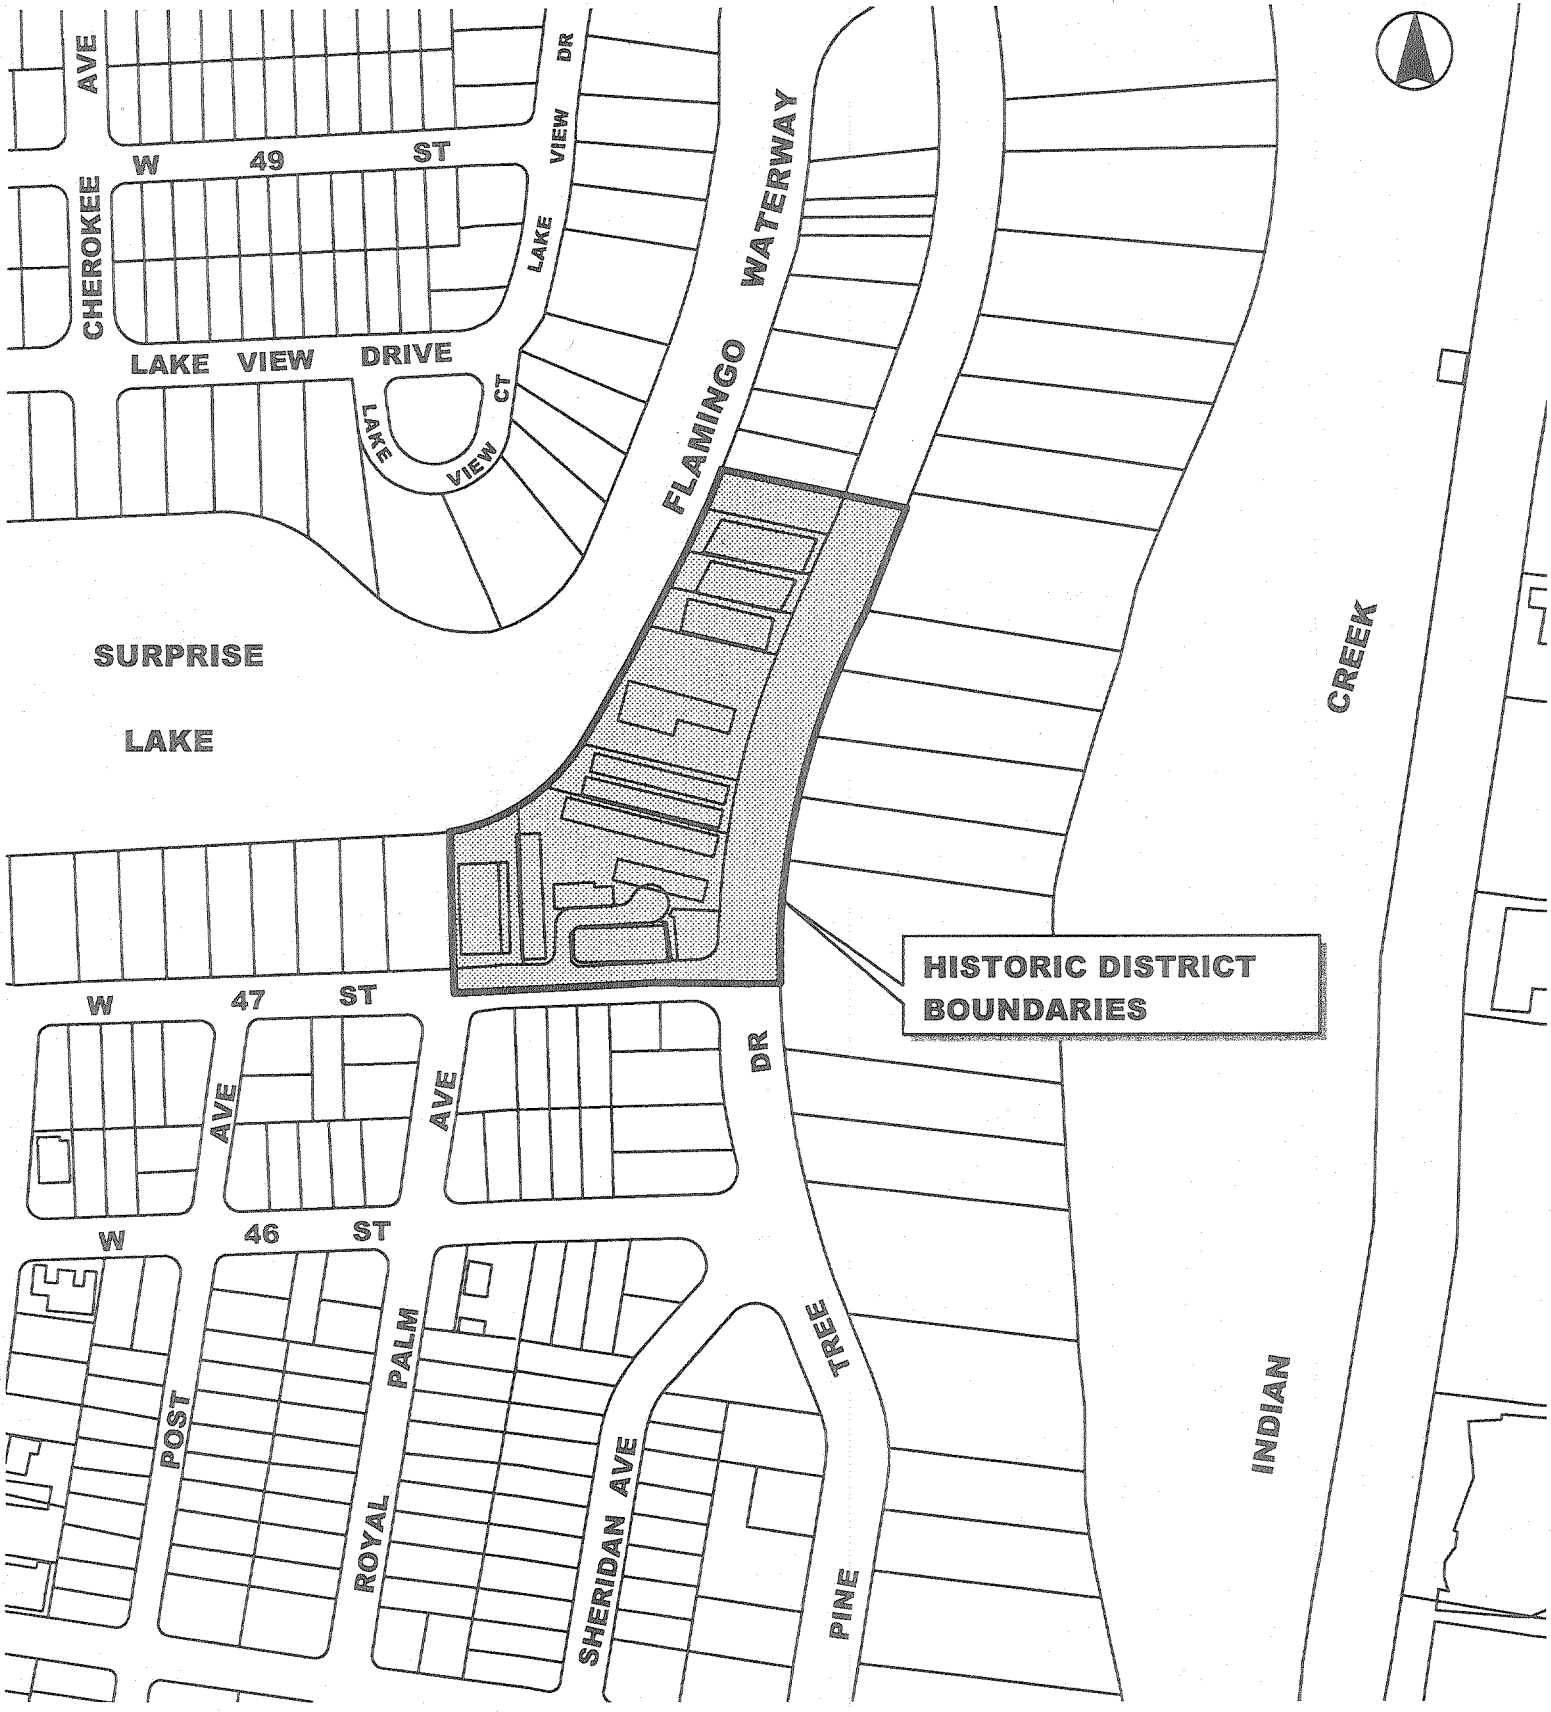 CHEROKEE AVE
W 49 ST
LAKE VIEW DR
FLAMINGO WATERWAY
LAKE VIEW DRIVE
LAKE VIEW CT
SURPRISE
LAKE
INDIAN CREEK
HISTORIC DISTRICT
BOUNDARIES
W 47 ST
PINE TREE DR
W 46 ST
POST AVE
ROYAL PALM AVE
SHERIDAN AVE